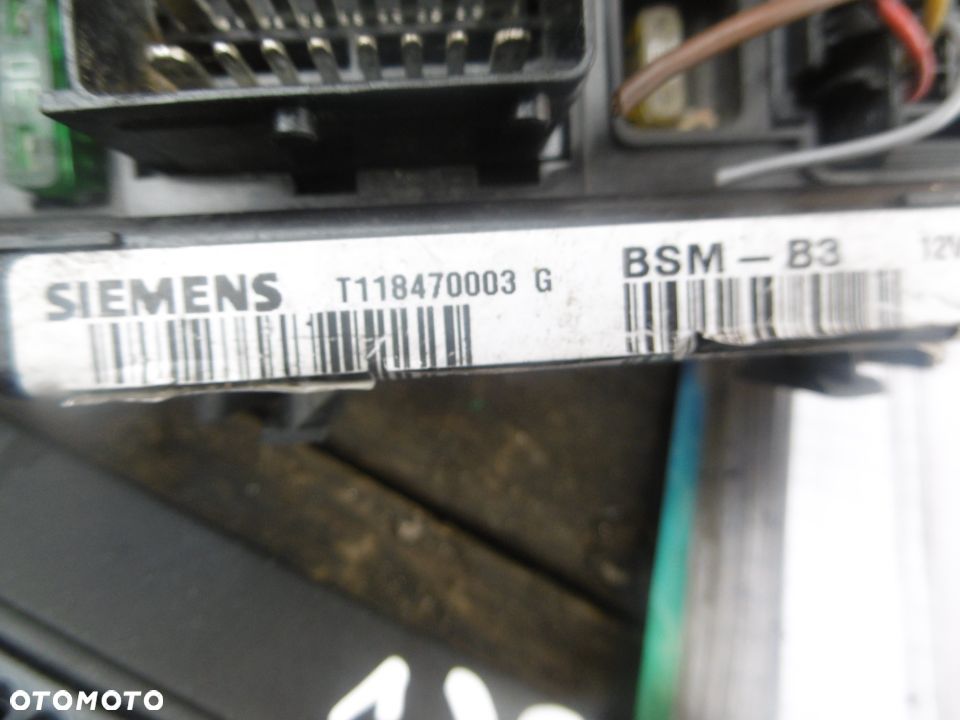 SIEMENS T118470003 G BSM - B3 12V
OTOMOTO